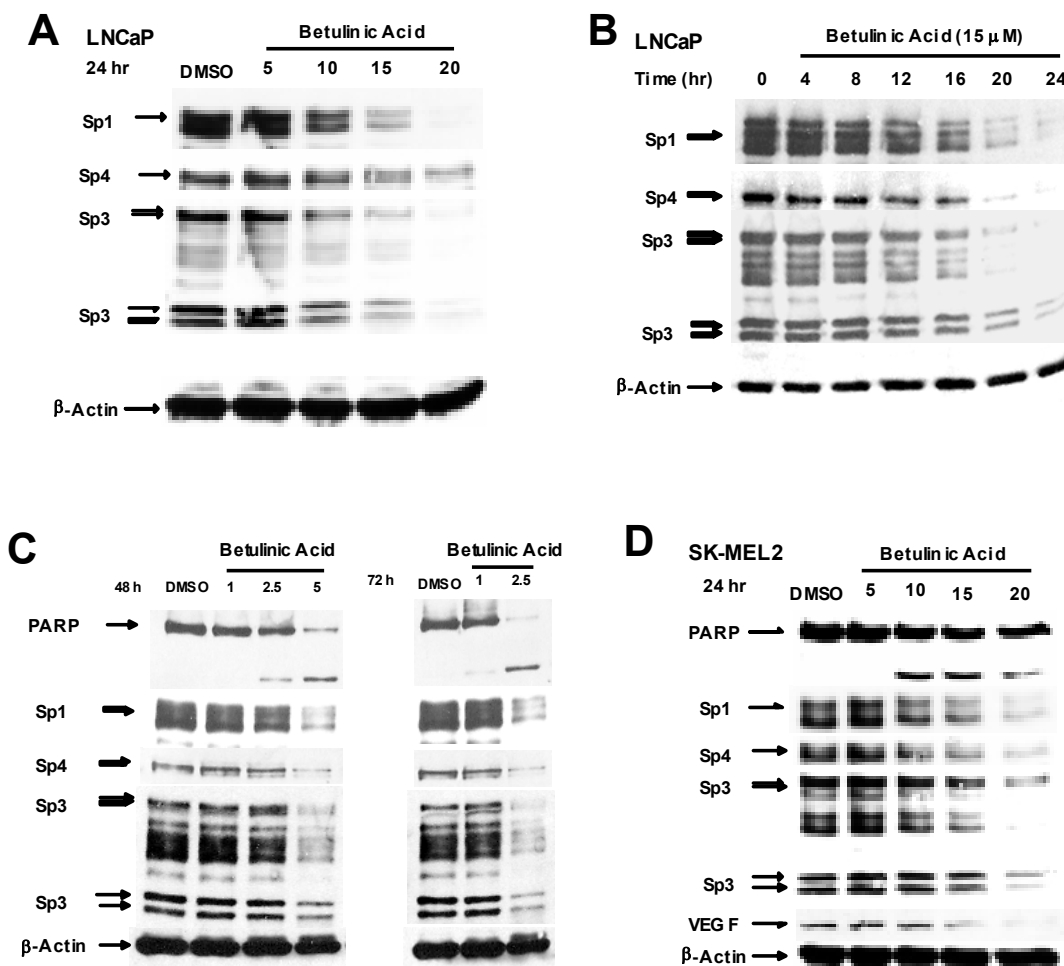 A
LNCaP
Betulinic Acid
24 hr
DMSO 5 10 15 20
Sp1
Sp4
Sp3
Sp3
β-Actin
B
LNCaP
Betulinic Acid (15 μM)
Time (hr) 0 4 8 12 16 20 24
Sp1
Sp4
Sp3
Sp3
β-Actin
C
Betulinic Acid
48 h DMSO 1 2.5 5
Betulinic Acid
72 h DMSO 1 2.5
PARP
Sp1
Sp4
Sp3
Sp3
β-Actin
D
SK-MEL2
Betulinic Acid
24 hr
DMSO 5 10 15 20
PARP
Sp1
Sp4
Sp3
Sp3
VEGF
β-Actin